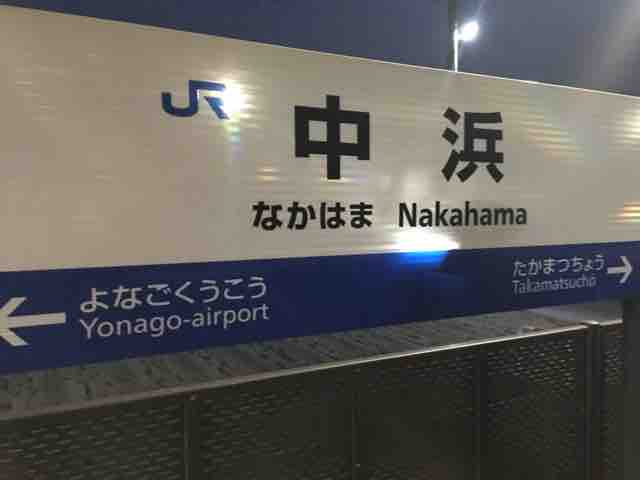 JR
中浜
なかはま Nakahama
よなごくうこう
Yonago-airport
たかまつちょう
Takamatsuchō